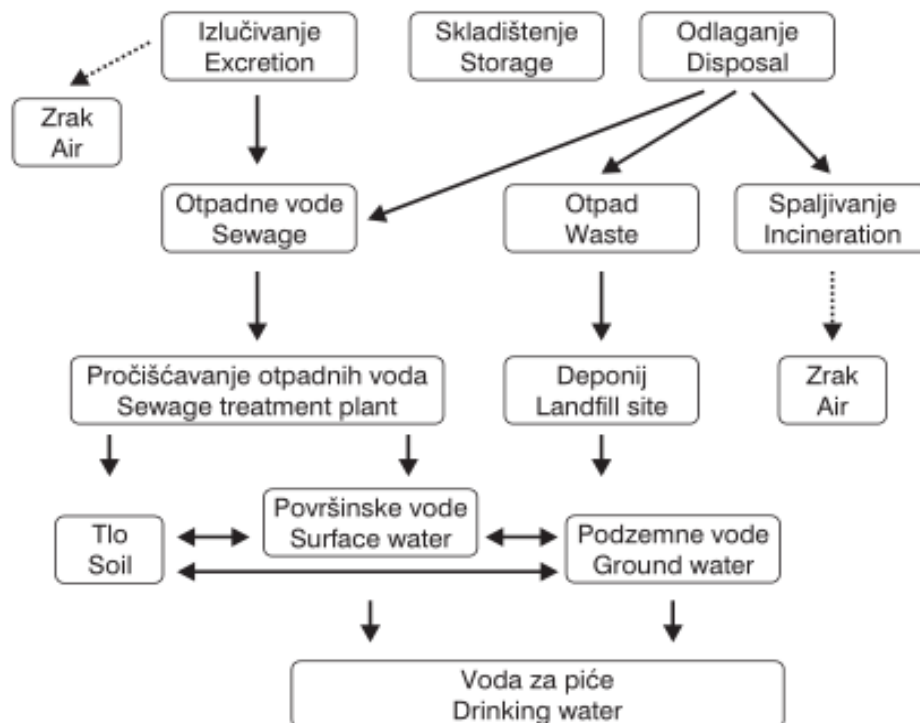 Izlučivanje
Excretion
Skladištenje
Storage
Odlaganje
Disposal
Zrak
Air
Otpadne vode
Sewage
Otpad
Waste
Spaljivanje
Incineration
Pročišćavanje otpadnih voda
Sewage treatment plant
Deponij
Landfill site
Zrak
Air
Tlo
Soil
Površinske vode
Surface water
Podzemne vode
Ground water
Voda za piće
Drinking water